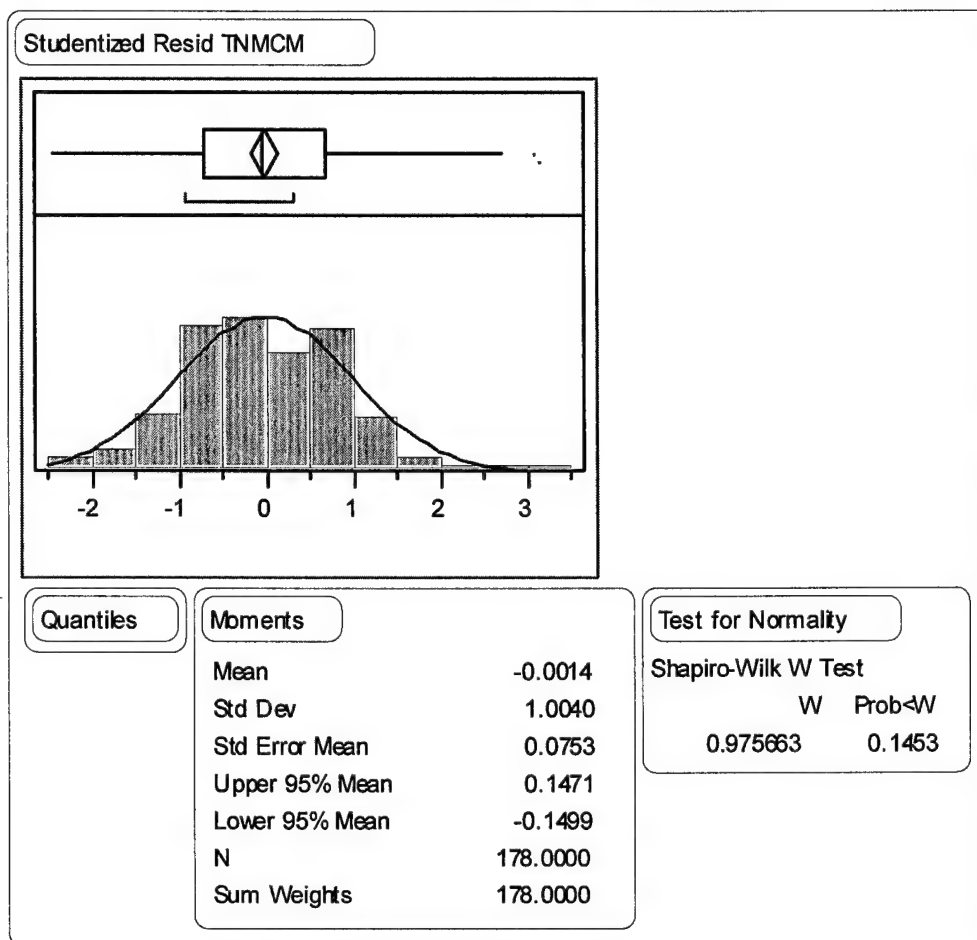 Studentized Resid TNMCM
-2 -1 0 1 2 3
Quantiles
Moments
Mean -0.0014
Std Dev 1.0040
Std Error Mean 0.0753
Upper 95% Mean 0.1471
Lower 95% Mean -0.1499
N 178.0000
Sum Weights 178.0000
Test for Normality
Shapiro-Wilk W Test
W Prob<W
0.975663 0.1453